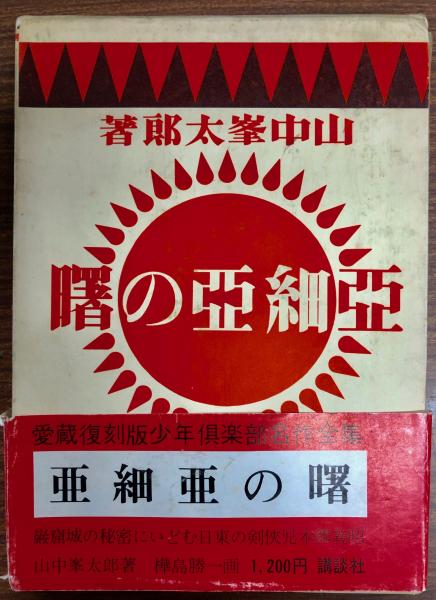 著郎太峯中山
曙の亞細亞
愛蔵復刻版少年倶楽部名作全集
亜細亜の曙
巌窟城の秘密にいどむ日東の剣侠児本郷義昭
山中峯太郎著 樺島勝一画 1,200円 講談社